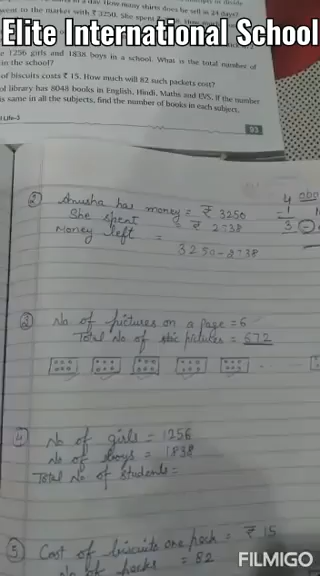 went to the market with ₹ 3250. She spent ₹
Elite International School
e 1256 girls and 1838 boys in a school. What is the total number of
in the school?
of biscuits costs ₹ 15. How much will 82 such packets cost?
ol library has 8048 books in English, Hindi, Maths and EVS. If the number
is same in all the subjects, find the number of books in each subject.
Life-3
93
② Anusha has money = ₹ 3250
She spent = ₹ 2738
Money left =
3250-2738
③ No of pictures on a page = 6
Total No of pictures = 672
④ No of girls = 1256
No of boys = 1838
Total No of students =
⑤ Cost of biscuits one pack = ₹ 15
No of packs = 82
FILMIGO